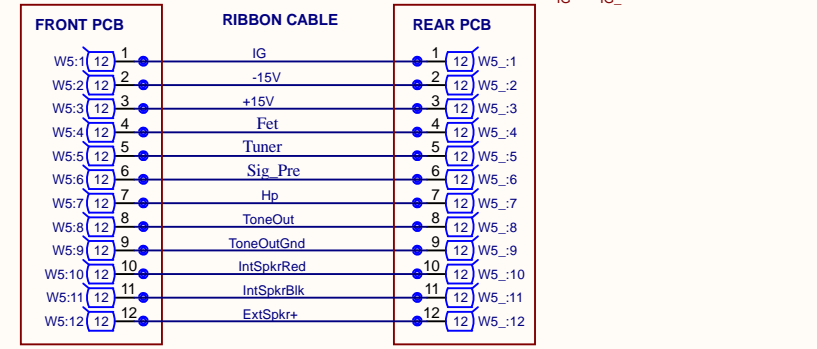 FRONT PCB RIBBON CABLE REAR PCB
W5:1 12 1 IG 1 12 W5_:1
W5:2 12 2 -15V 2 12 W5_:2
W5:3 12 3 +15V 3 12 W5_:3
W5:4 12 4 Fet 4 12 W5_:4
W5:5 12 5 Tuner 5 12 W5_:5
W5:6 12 6 Sig_Pre 6 12 W5_:6
W5:7 12 7 Hp 7 12 W5_:7
W5:8 12 8 ToneOut 8 12 W5_:8
W5:9 12 9 ToneOutGnd 9 12 W5_:9
W5:10 12 10 IntSpkrRed 10 12 W5_:10
W5:11 12 11 IntSpkrBlk 11 12 W5_:11
W5:12 12 12 ExtSpkr+ 12 12 W5_:12